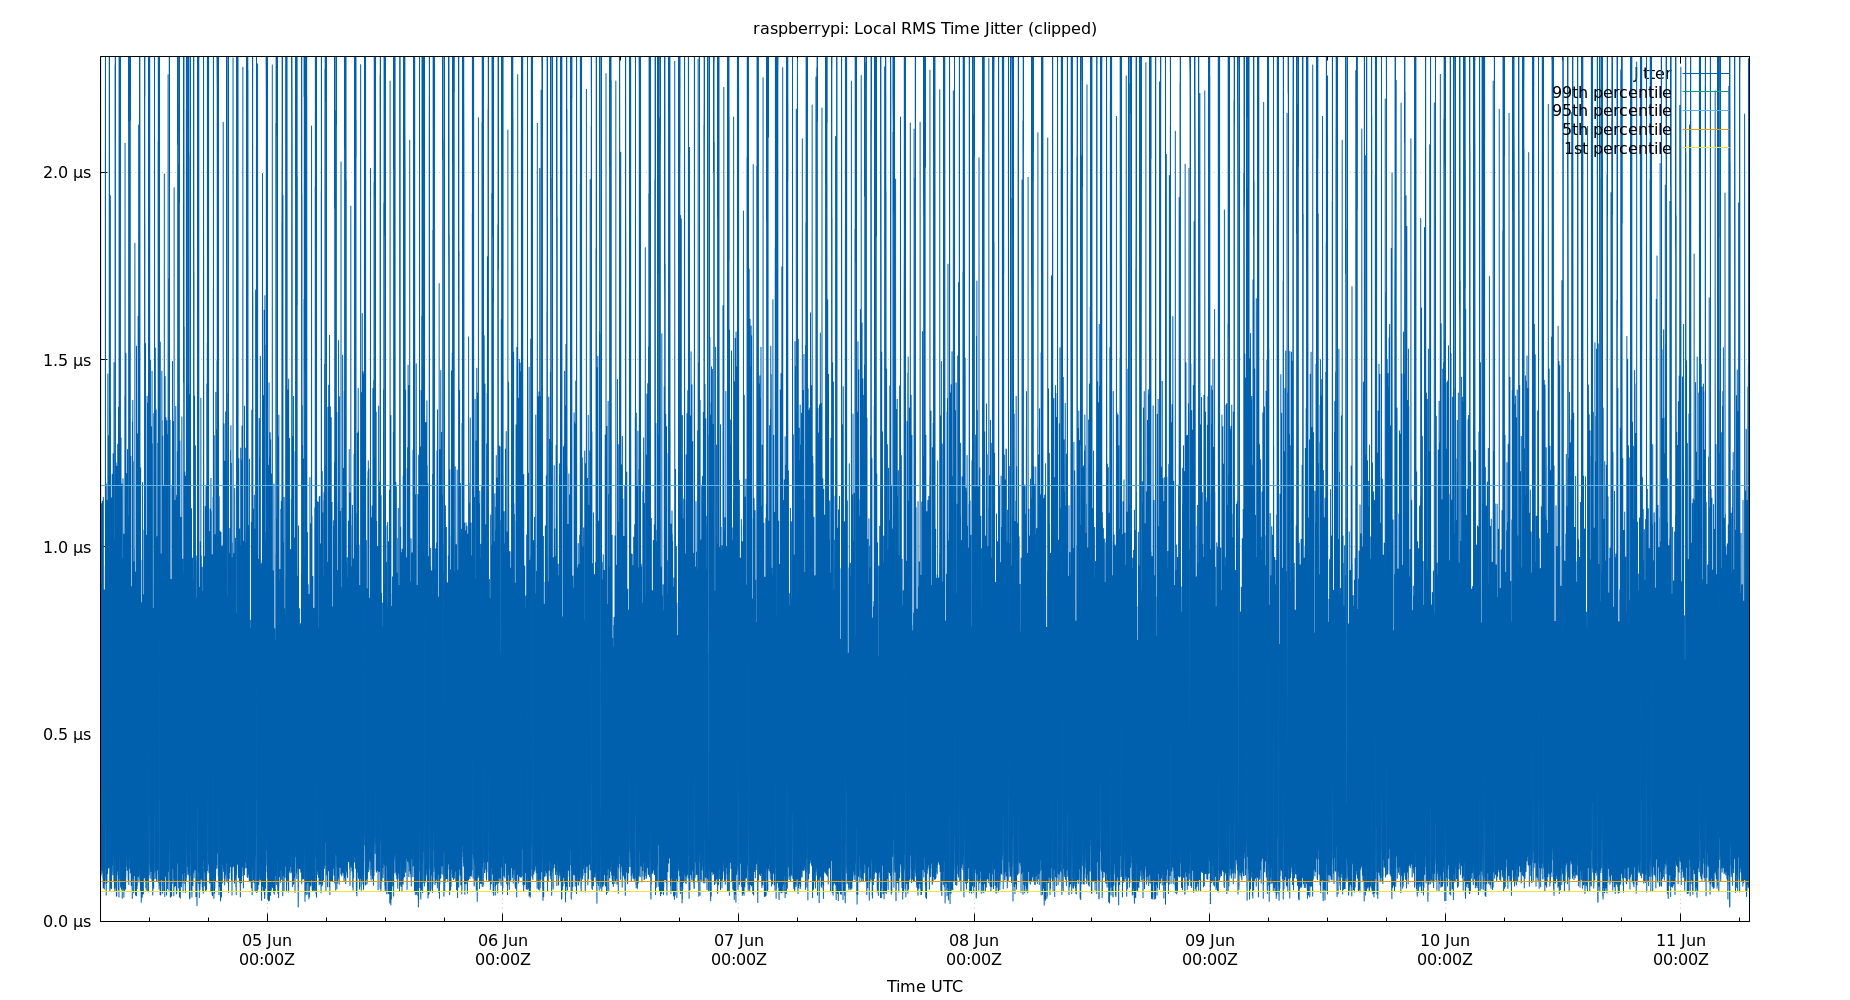 raspberrypi: Local RMS Time Jitter (clipped)
jitter
99th percentile
95th percentile
5th percentile
1st percentile
2.0 µs
1.5 µs
1.0 µs
0.5 µs
0.0 µs
05 Jun 06 Jun 07 Jun 08 Jun 09 Jun 10 Jun 11 Jun
00:00Z 00:00Z 00:00Z 00:00Z 00:00Z 00:00Z 00:00Z
Time UTC